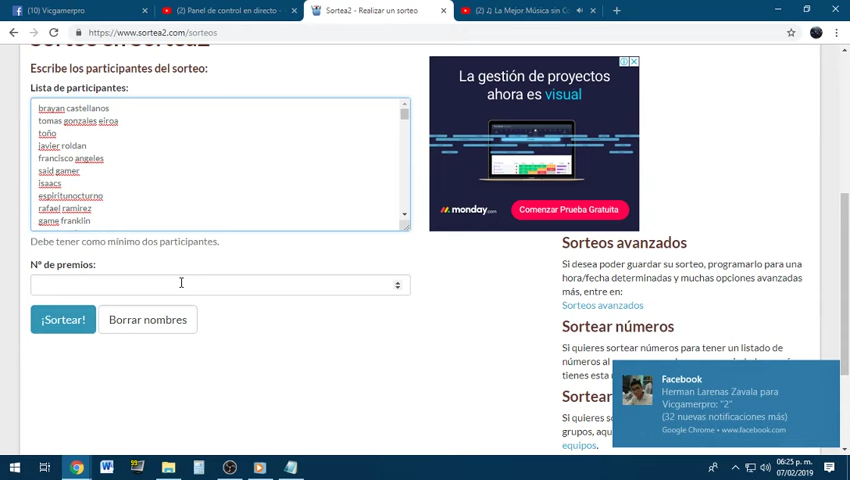 (10) Vicgamerpro
(2) Panel de control en directo -
Sortea2 - Realizar un sorteo
(2) ♫ La Mejor Música sin Co
https://www.sortea2.com/sorteos
Sorteo en Sortea2
Escribe los participantes del sorteo:
Lista de participantes:
brayan castellanos
tomas gonzales eiroa
toño
javier roldan
francisco angeles
said gamer
isaacs
espiritunocturno
rafael ramirez
game franklin
Debe tener como mínimo dos participantes.
Nº de premios:
¡Sortear!
Borrar nombres
La gestión de proyectos
ahora es visual
monday.com
Comenzar Prueba Gratuita
Sorteos avanzados
Si desea poder guardar su sorteo, programarlo para una
hora/fecha determinadas y muchas opciones avanzadas
más, entre en:
Sorteos avanzados
Sortear números
Si quieres sortear números para tener un listado de
números al
tienes esta u
Sortear
Si quieres s
grupos, aqu
equipos.
Facebook
Herman Larenas Zavala para
Vicgamerpro: "2"
(32 nuevas notificaciones más)
Google Chrome • www.facebook.com
06:25 p. m.
07/02/2019